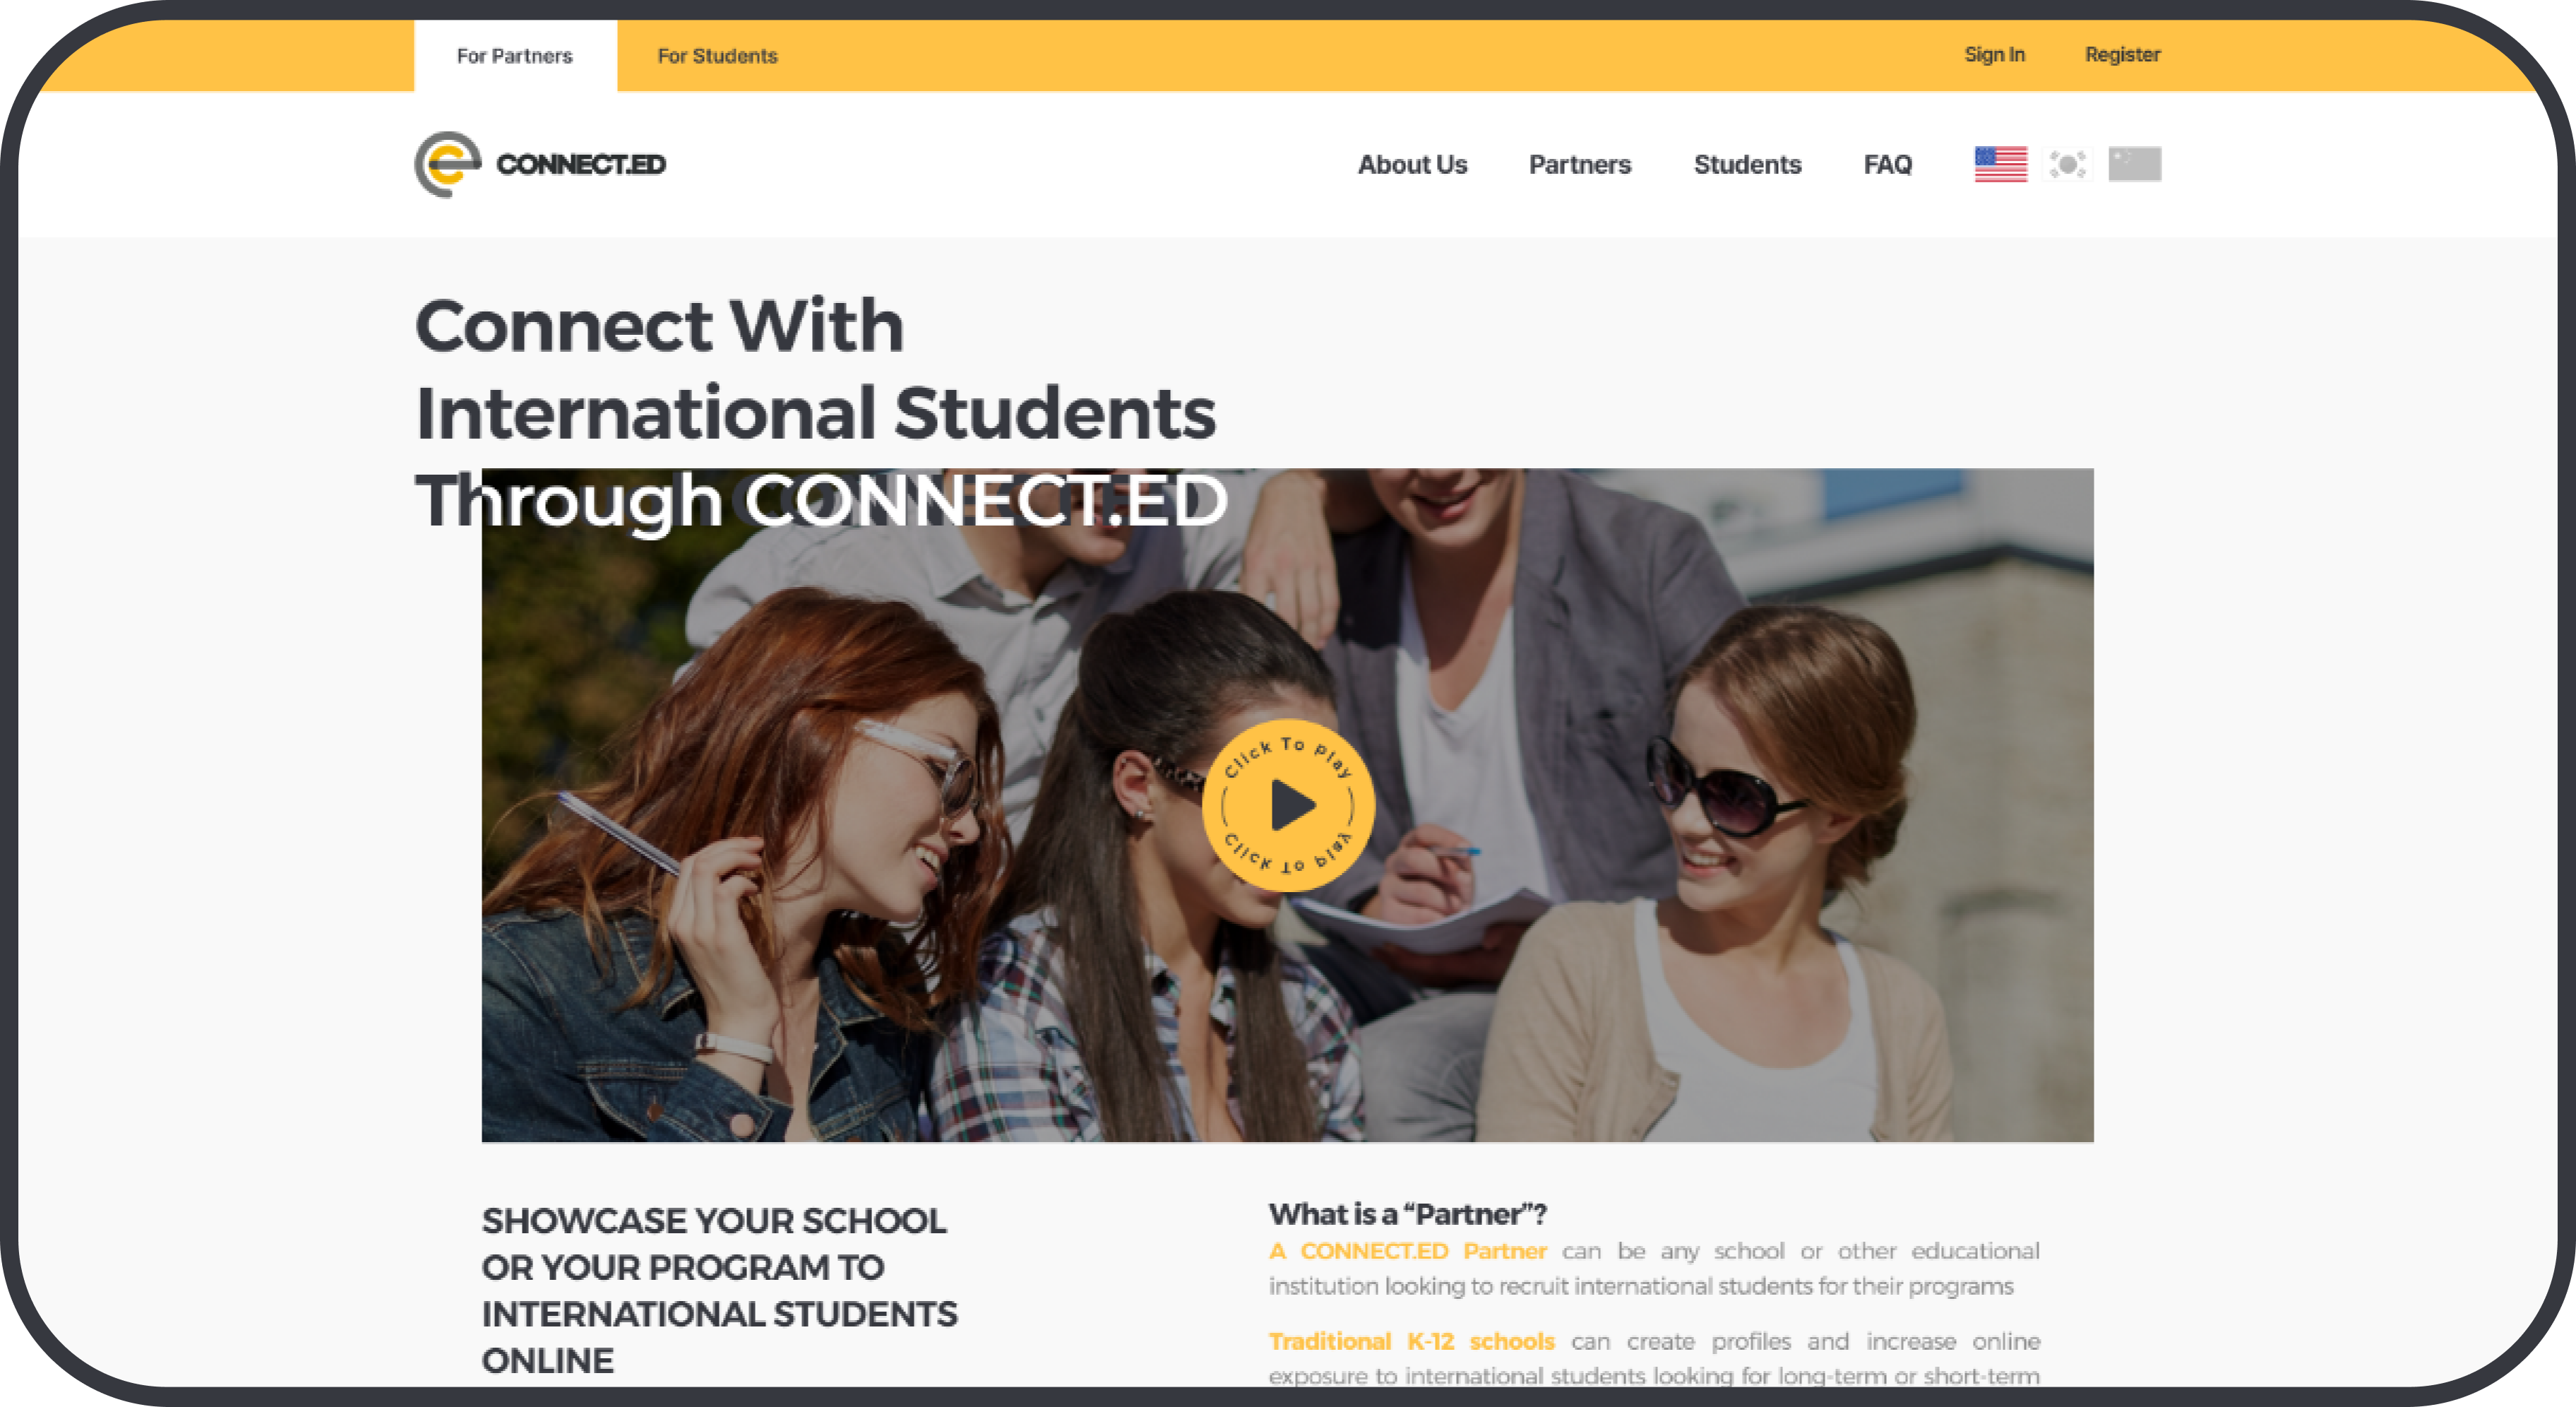 For Partners For Students Sign In Register
CONNECT.ED About Us Partners Students FAQ
Connect With
International Students
Through CONNECT.ED
Click To Play
Click To play
SHOWCASE YOUR SCHOOL
OR YOUR PROGRAM TO
INTERNATIONAL STUDENTS
ONLINE
What is a “Partner”?
A CONNECT.ED Partner can be any school or other educational
institution looking to recruit international students for their programs
Traditional K-12 schools can create profiles and increase online
exposure to international students looking for long-term or short-term